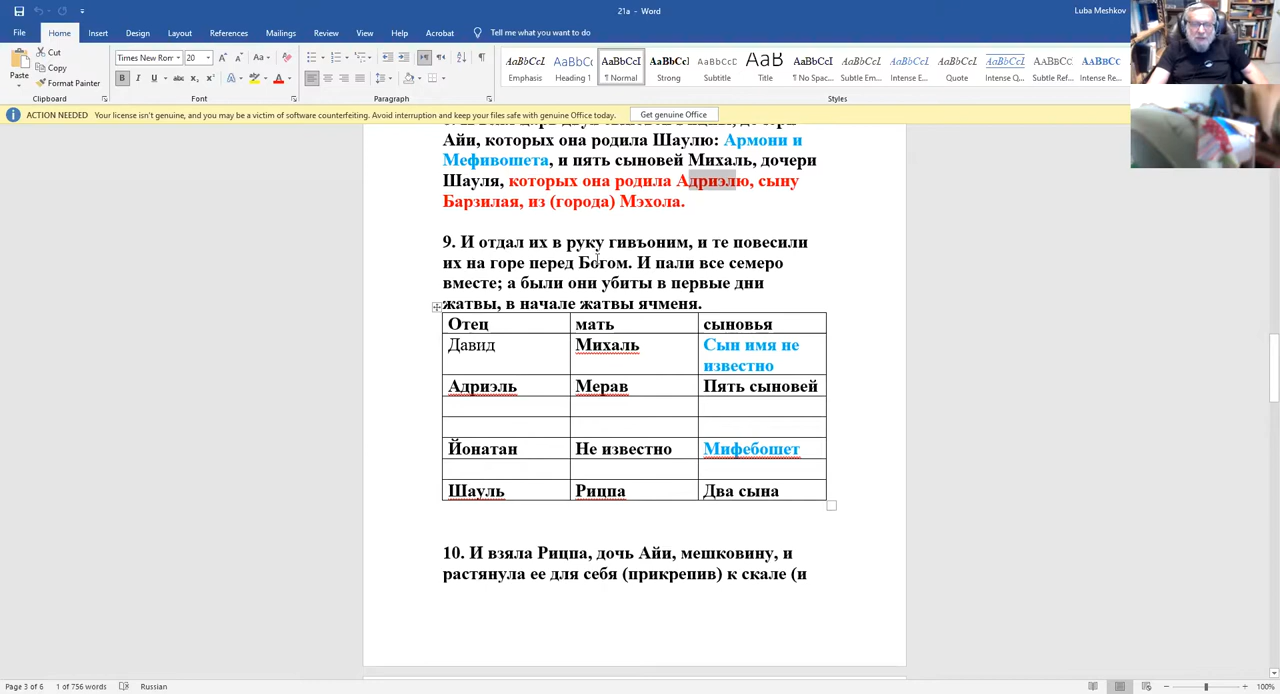 21a - Word
Luba Meshkov
File Home Insert Design Layout References Mailings Review View Help Acrobat Tell me what you want to do
Paste
Cut
Copy
Format Painter
Times New Rom 20
Clipboard Font Paragraph Styles
AaBbCcI AaBbCc AaBbCcI AaBbCcI AaBbCcD AaB AaBbCcI AaBbCcI AaBbCcI AaBbCcI AaBbCcI AaBbCc
Emphasis Heading 1 ¶ Normal Strong Subtitle Title ¶ No Spac... Subtle Em... Intense E... Quote Intense Q... Subtle Ref... Intense Re...
ACTION NEEDED Your license isn't genuine, and you may be a victim of software counterfeiting. Avoid interruption and keep your files safe with genuine Office today. Get genuine Office
Айи, которых она родила Шаулю: Армони и
Мефивошета, и пять сыновей Михаль, дочери
Шауля, которых она родила Адриэлю, сыну
Барзилая, из (города) Мэхола.
9. И отдал их в руку гивъоним, и те повесили
их на горе перед Богом. И пали все семеро
вместе; а были они убиты в первые дни
жатвы, в начале жатвы ячменя.
Отец мать сыновья
Давид Михаль Сын имя не
известно
Адриэль Мерав Пять сыновей
Йонатан Не известно Мифебошет
Шауль Рицпа Два сына
10. И взяла Рицпа, дочь Айи, мешковину, и
растянула ее для себя (прикрепив) к скале (и
Page 3 of 6 1 of 756 words Russian 100%